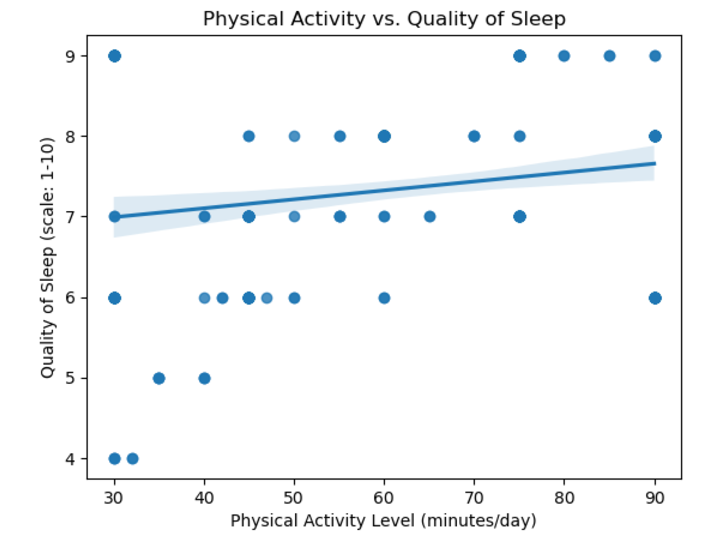 Physical Activity vs. Quality of Sleep
9
8
7
6
5
4
Quality of Sleep (scale: 1-10)
30 40 50 60 70 80 90
Physical Activity Level (minutes/day)